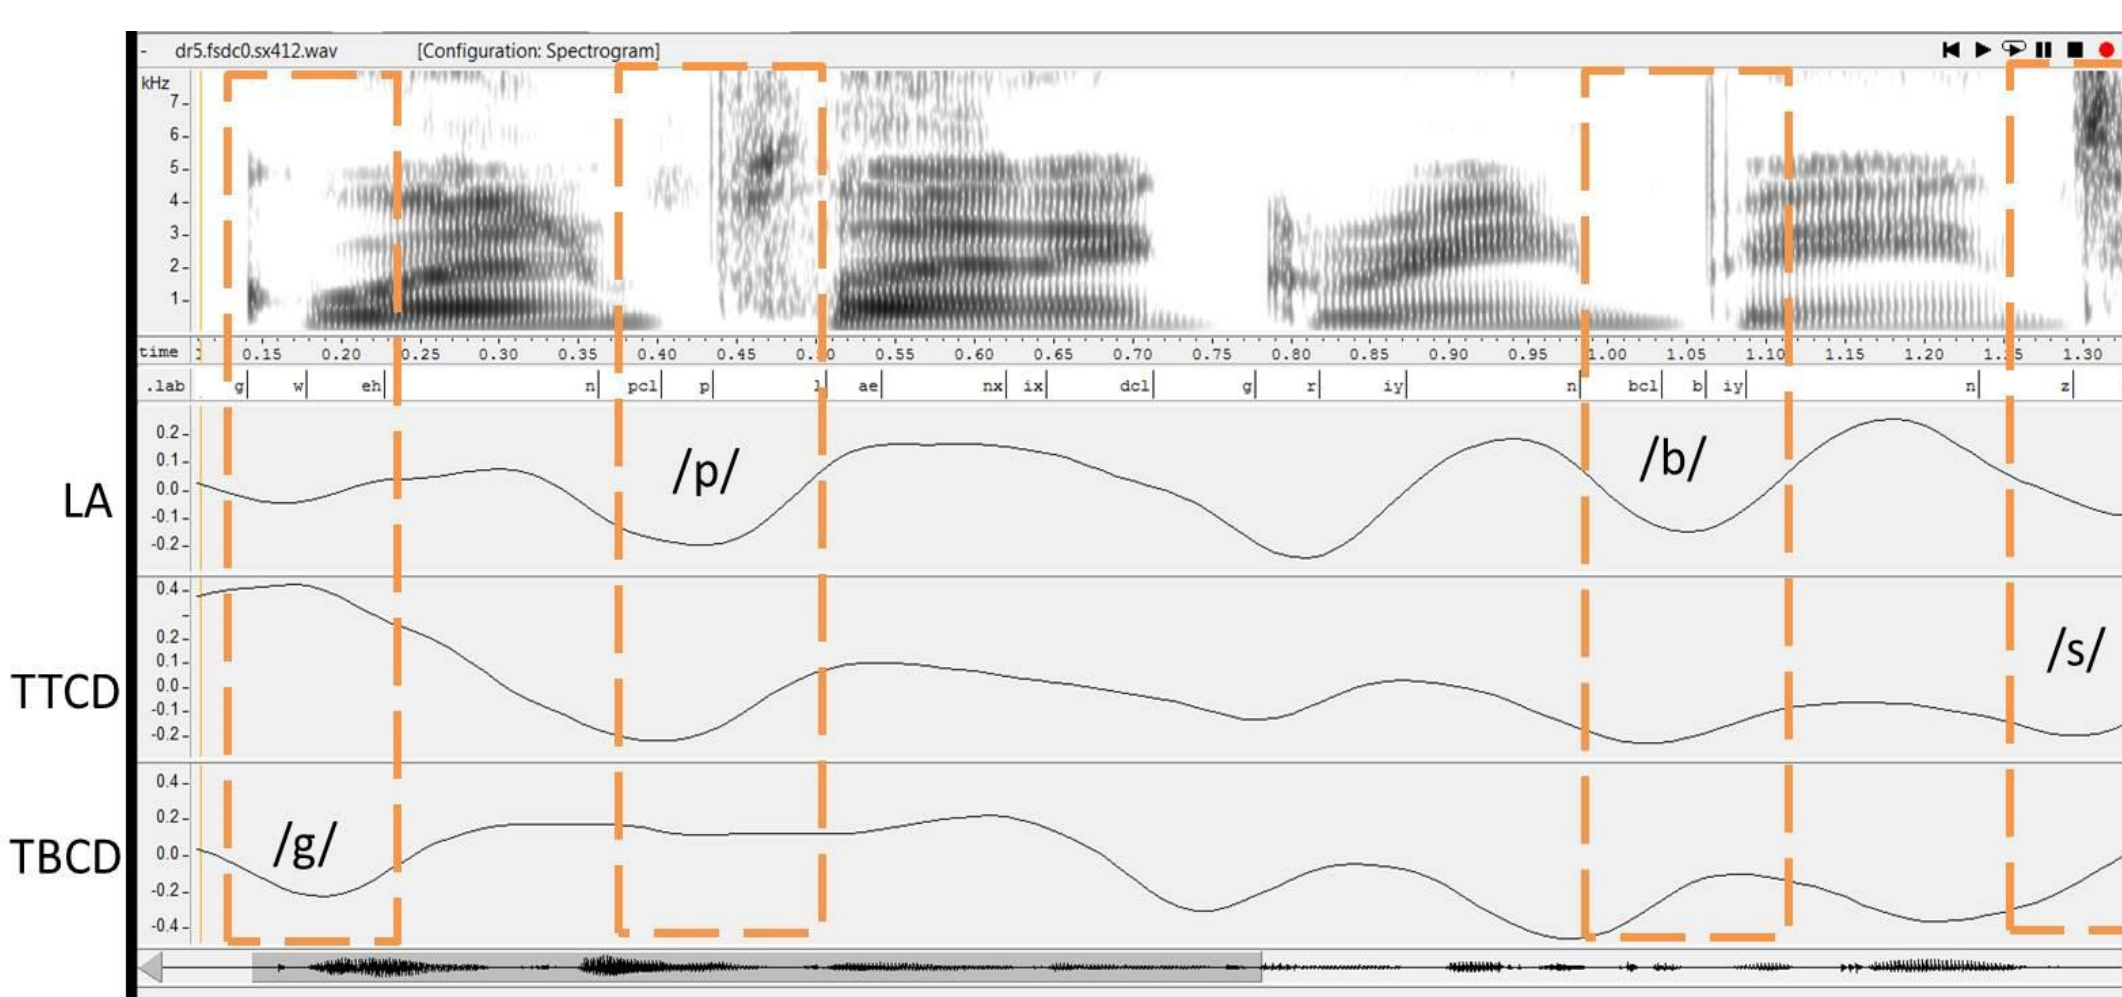 - dr5.fsdc0.sx412.wav [Configuration: Spectrogram]
kHz
7
6
5
4
3
2
1
time 0.15 0.20 0.25 0.30 0.35 0.40 0.45 0.55 0.60 0.65 0.70 0.75 0.80 0.85 0.90 0.95 1.00 1.05 1.10 1.15 1.20 1.30
.lab g w eh n pcl p l ae nx ix dcl g r iy n bcl b iy n z
LA
0.2
0.1
0.0
-0.1
-0.2
/p/ /b/
TTCD
0.4
0.2
0.1
0.0
-0.1
-0.2
/s/
TBCD
0.4
0.2
0.0
-0.2
-0.4
/g/